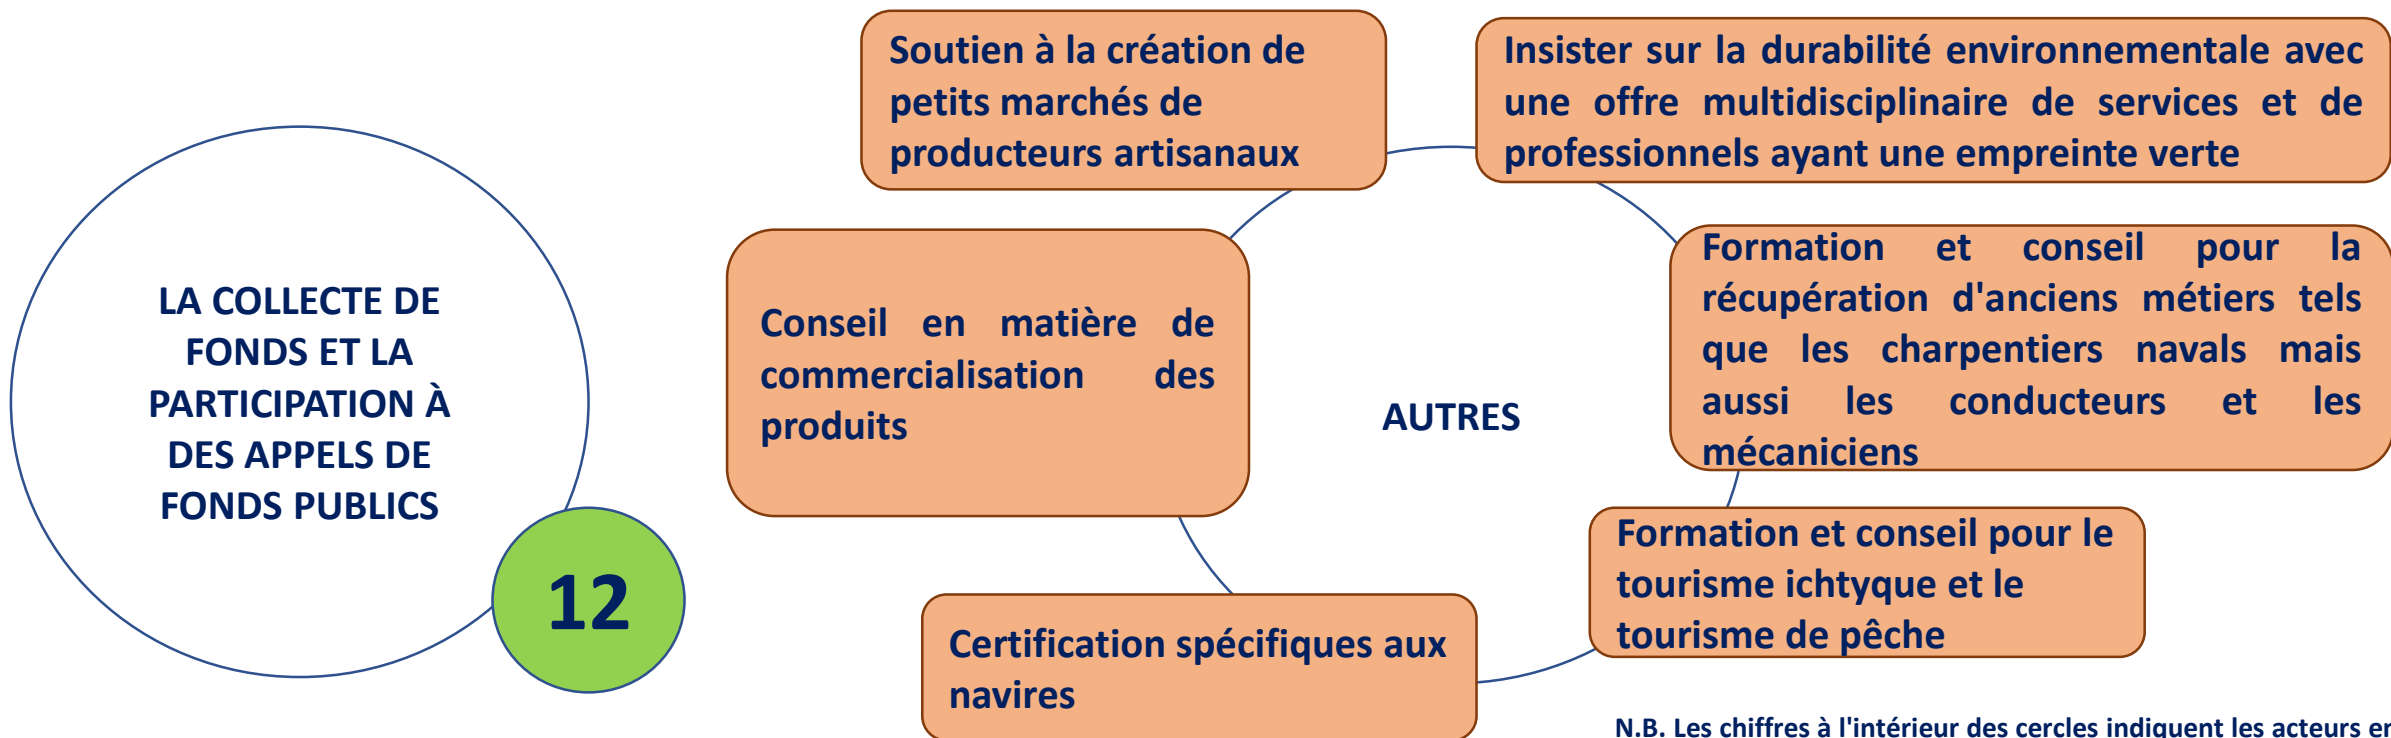 LA COLLECTE DE
FONDS ET LA
PARTICIPATION À
DES APPELS DE
FONDS PUBLICS
12
Soutien à la création de
petits marchés de
producteurs artisanaux
Insister sur la durabilité environnementale avec
une offre multidisciplinaire de services et de
professionnels ayant une empreinte verte
Conseil en matière de
commercialisation des
produits
AUTRES
Formation et conseil pour la
récupération d'anciens métiers tels
que les charpentiers navals mais
aussi les conducteurs et les
mécaniciens
Formation et conseil pour le
tourisme ichtyque et le
tourisme de pêche
Certification spécifiques aux
navires
N.B. Les chiffres à l'intérieur des cercles indiquent les acteurs